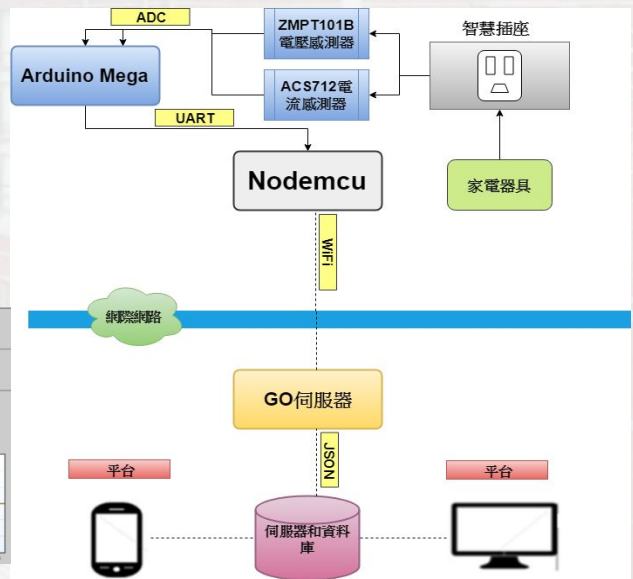 ADC
ZMPT101B
電壓感測器
智慧插座
Arduino Mega
ACS712電
流感測器
UART
Nodemcu
家電器具
WiFi
網際網路
GO伺服器
JSON
平台
平台
伺服器和資料
庫